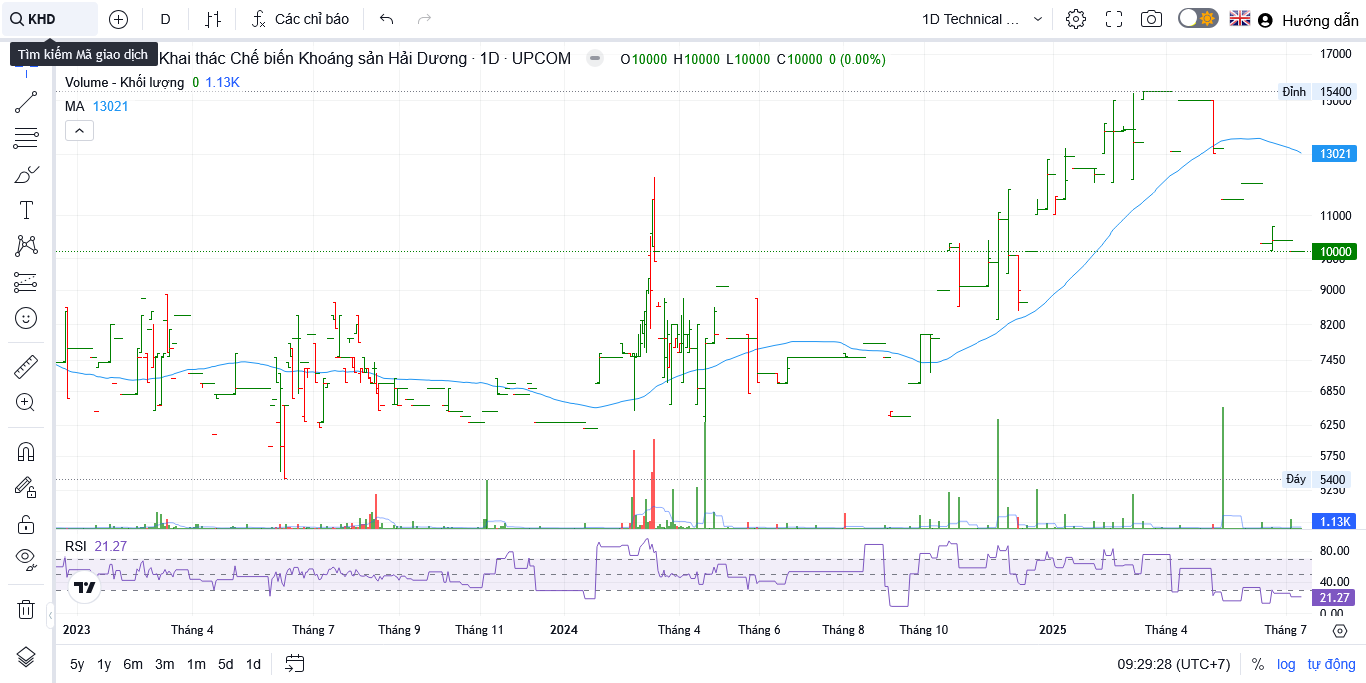 KHD
D
Các chỉ báo
1D Technical ...
Hướng dẫn
Tìm kiếm Mã giao dịch
Khai thác Chế biến Khoáng sản Hải Dương · 1D · UPCOM
O10000 H10000 L10000 C10000 0 (0.00%)
Volume - Khối lượng 0 1.13K
MA 13021
17000
Đỉnh 15400
15000
13021
11000
10000
9000
8200
7450
6850
6250
5750
Đáy 5400
5250
1.13K
RSI 21.27
80.00
40.00
21.27
0.00
2023 Tháng 4 Tháng 7 Tháng 9 Tháng 11 2024 Tháng 4 Tháng 6 Tháng 8 Tháng 10 2025 Tháng 4 Tháng 7
5y 1y 6m 3m 1m 5d 1d
09:29:28 (UTC+7) % log tự động